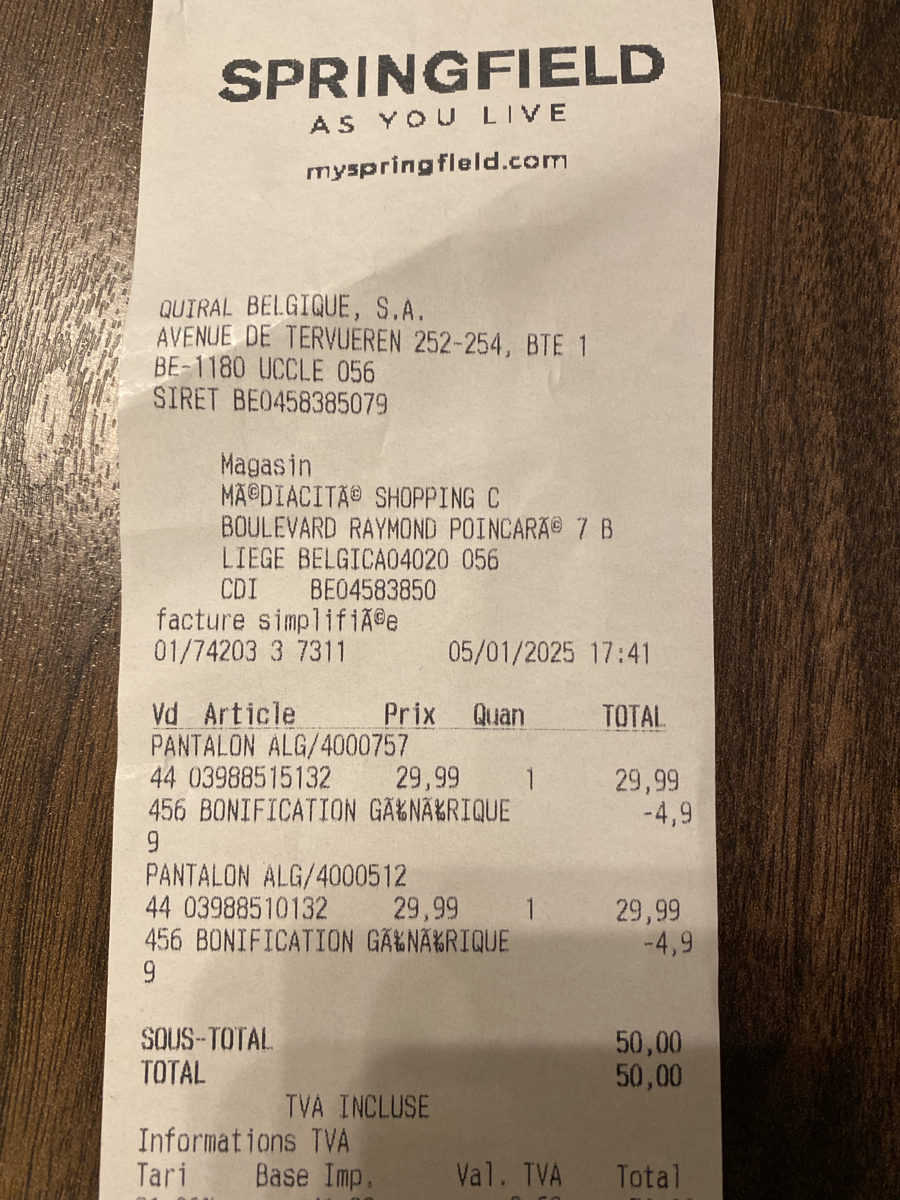 SPRINGFIELD
AS YOU LIVE
myspringfield.com
QUIRAL BELGIQUE, S.A.
AVENUE DE TERVUEREN 252-254, BTE 1
BE-1180 UCCLE 056
SIRET BE0458385079
Magasin
MÃ©DIACITÃ© SHOPPING C
BOULEVARD RAYMOND POINCARÃ© 7 B
LIEGE BELGICA04020 056
CDI BE04583850
facture simplifiÃ©e
01/74203 3 7311 05/01/2025 17:41
Vd Article Prix Quan TOTAL
PANTALON ALG/4000757
44 03988515132 29,99 1 29,99
456 BONIFICATION GÃ‰NÃ‰RIQUE -4,9
9
PANTALON ALG/4000512
44 03988510132 29,99 1 29,99
456 BONIFICATION GÃ‰NÃ‰RIQUE -4,9
9
SOUS-TOTAL 50,00
TOTAL 50,00
TVA INCLUSE
Informations TVA
Tari Base Imp. Val. TVA Total